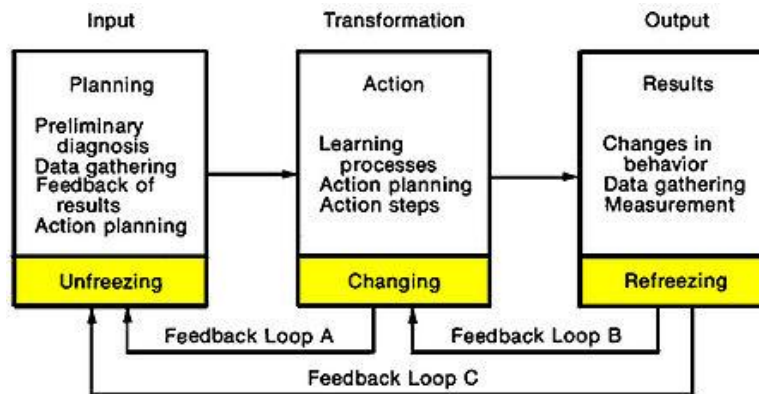 Input
Transformation
Output
Planning
Preliminary
diagnosis
Data gathering
Feedback of
results
Action planning
Unfreezing
Action
Learning
processes
Action planning
Action steps
Changing
Results
Changes in
behavior
Data gathering
Measurement
Refreezing
Feedback Loop A
Feedback Loop B
Feedback Loop C